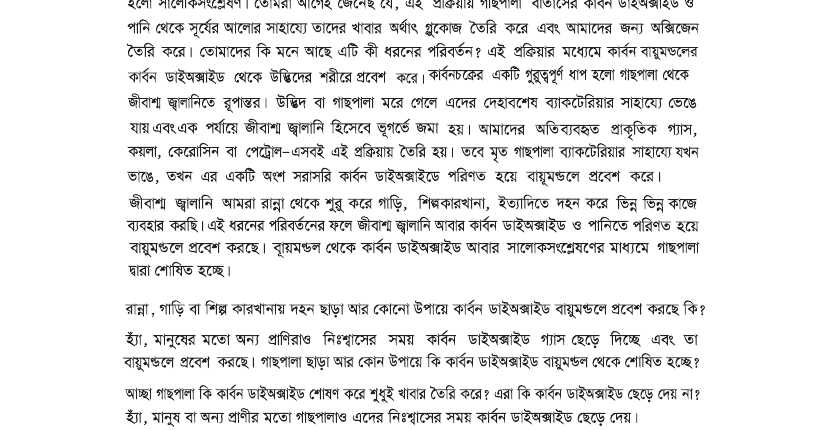 হলো সালোকসংশ্লেষণ। তোমরা আগেই জেনেছ যে, এই প্রক্রিয়ায় গাছপালা বাতাসের কার্বন ডাইঅক্সাইড ও
পানি থেকে সূর্যের আলোর সাহায্যে তাদের খাবার অর্থাৎ গ্লুকোজ তৈরি করে এবং আমাদের জন্য অক্সিজেন
তৈরি করে। তোমাদের কি মনে আছে এটি কী ধরনের পরিবর্তন? এই প্রক্রিয়ার মাধ্যমে কার্বন বায়ুমণ্ডলের
কার্বন ডাইঅক্সাইড থেকে উদ্ভিদের শরীরে প্রবেশ করে। কার্বনচক্রের একটি গুরুত্বপূর্ণ ধাপ হলো গাছপালা থেকে
জীবাশ্ম জ্বালানিতে রূপান্তর। উদ্ভিদ বা গাছপালা মরে গেলে এদের দেহাবশেষ ব্যাকটেরিয়ার সাহায্যে ভেঙে
যায় এবং এক পর্যায়ে জীবাশ্ম জ্বালানি হিসেবে ভূগর্তে জমা হয়। আমাদের অতিব্যবহৃত প্রাকৃতিক গ্যাস,
কয়লা, কেরোসিন বা পেট্রোল–এসবই এই প্রক্রিয়ায় তৈরি হয়। তবে মৃত গাছপালা ব্যাকটেরিয়ার সাহায্যে যখন
ভাঙে, তখন এর একটি অংশ সরাসরি কার্বন ডাইঅক্সাইডে পরিণত হয়ে বায়ুমন্ডলে প্রবেশ করে।
জীবাশ্ম জ্বালানি আমরা রান্না থেকে শুরু করে গাড়ি, শিল্পকারখানা, ইত্যাদিতে দহন করে ভিন্ন ভিন্ন কাজে
ব্যবহার করছি। এই ধরনের পরিবর্তনের ফলে জীবাশ্ম জ্বালানি আবার কার্বন ডাইঅক্সাইড ও পানিতে পরিণত হয়ে
বায়ুমন্ডলে প্রবেশ করছে। বায়ুমন্ডল থেকে কার্বন ডাইঅক্সাইড আবার সালোকসংশ্লেষণের মাধ্যমে গাছপালা
দ্বারা শোষিত হচ্ছে।
রান্না, গাড়ি বা শিল্প কারখানায় দহন ছাড়া আর কোনো উপায়ে কার্বন ডাইঅক্সাইড বায়ুমন্ডলে প্রবেশ করছে কি?
হ্যাঁ, মানুষের মতো অন্য প্রাণিরাও নিঃশ্বাসের সময় কার্বন ডাইঅক্সাইড গ্যাস ছেড়ে দিচ্ছে এবং তা
বায়ুমন্ডলে প্রবেশ করছে। গাছপালা ছাড়া আর কোন উপায়ে কি কার্বন ডাইঅক্সাইড বায়ুমন্ডল থেকে শোষিত হচ্ছে?
আচ্ছা গাছপালা কি কার্বন ডাইঅক্সাইড শোষণ করে শুধুই খাবার তৈরি করে? এরা কি কার্বন ডাইঅক্সাইড ছেড়ে দেয় না?
হ্যাঁ, মানুষ বা অন্য প্রাণীর মতো গাছপালাও এদের নিঃশ্বাসের সময় কার্বন ডাইঅক্সাইড ছেড়ে দেয়।